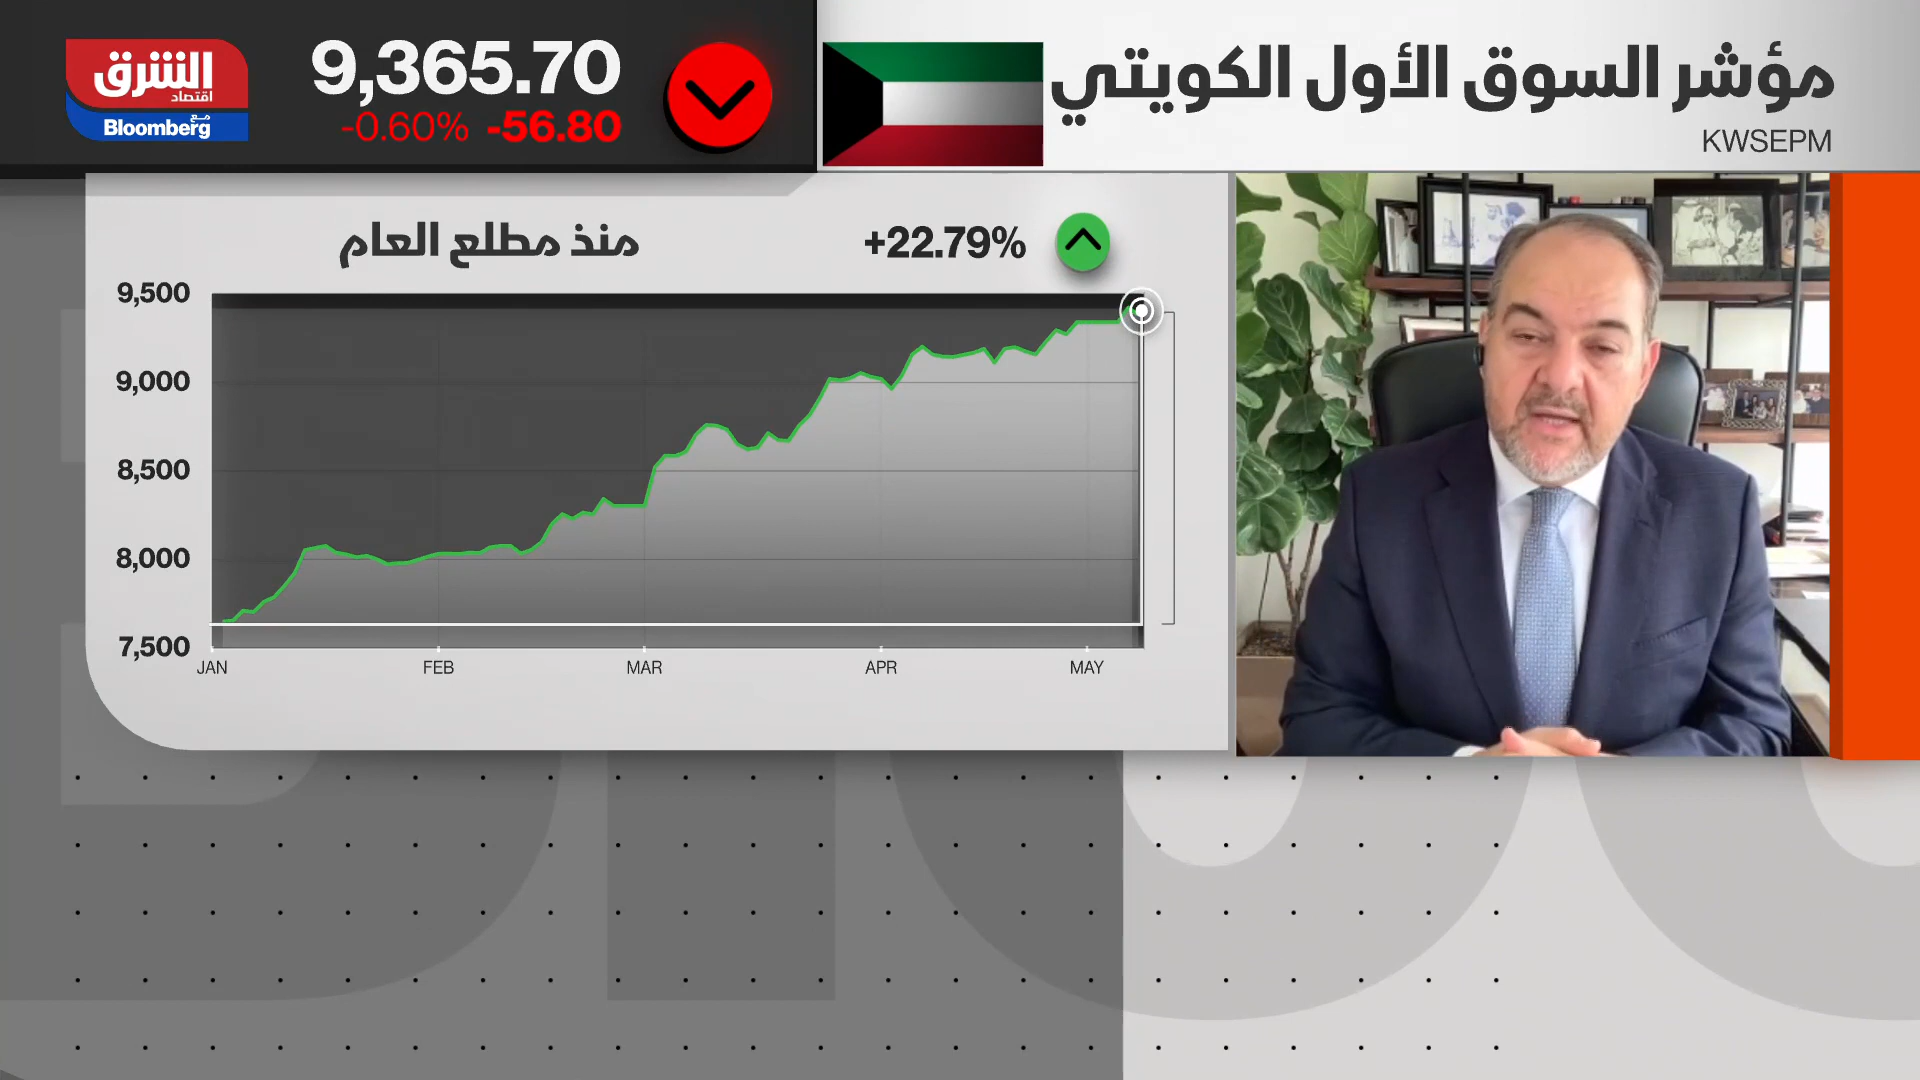 مؤشر السوق الأول الكويتي
KWSEPM
9,365.70
-0.60% -56.80
الشرق
اقتصاد
مع
Bloomberg
منذ مطلع العام
+22.79%
9,500
9,000
8,500
8,000
7,500
JAN FEB MAR APR MAY